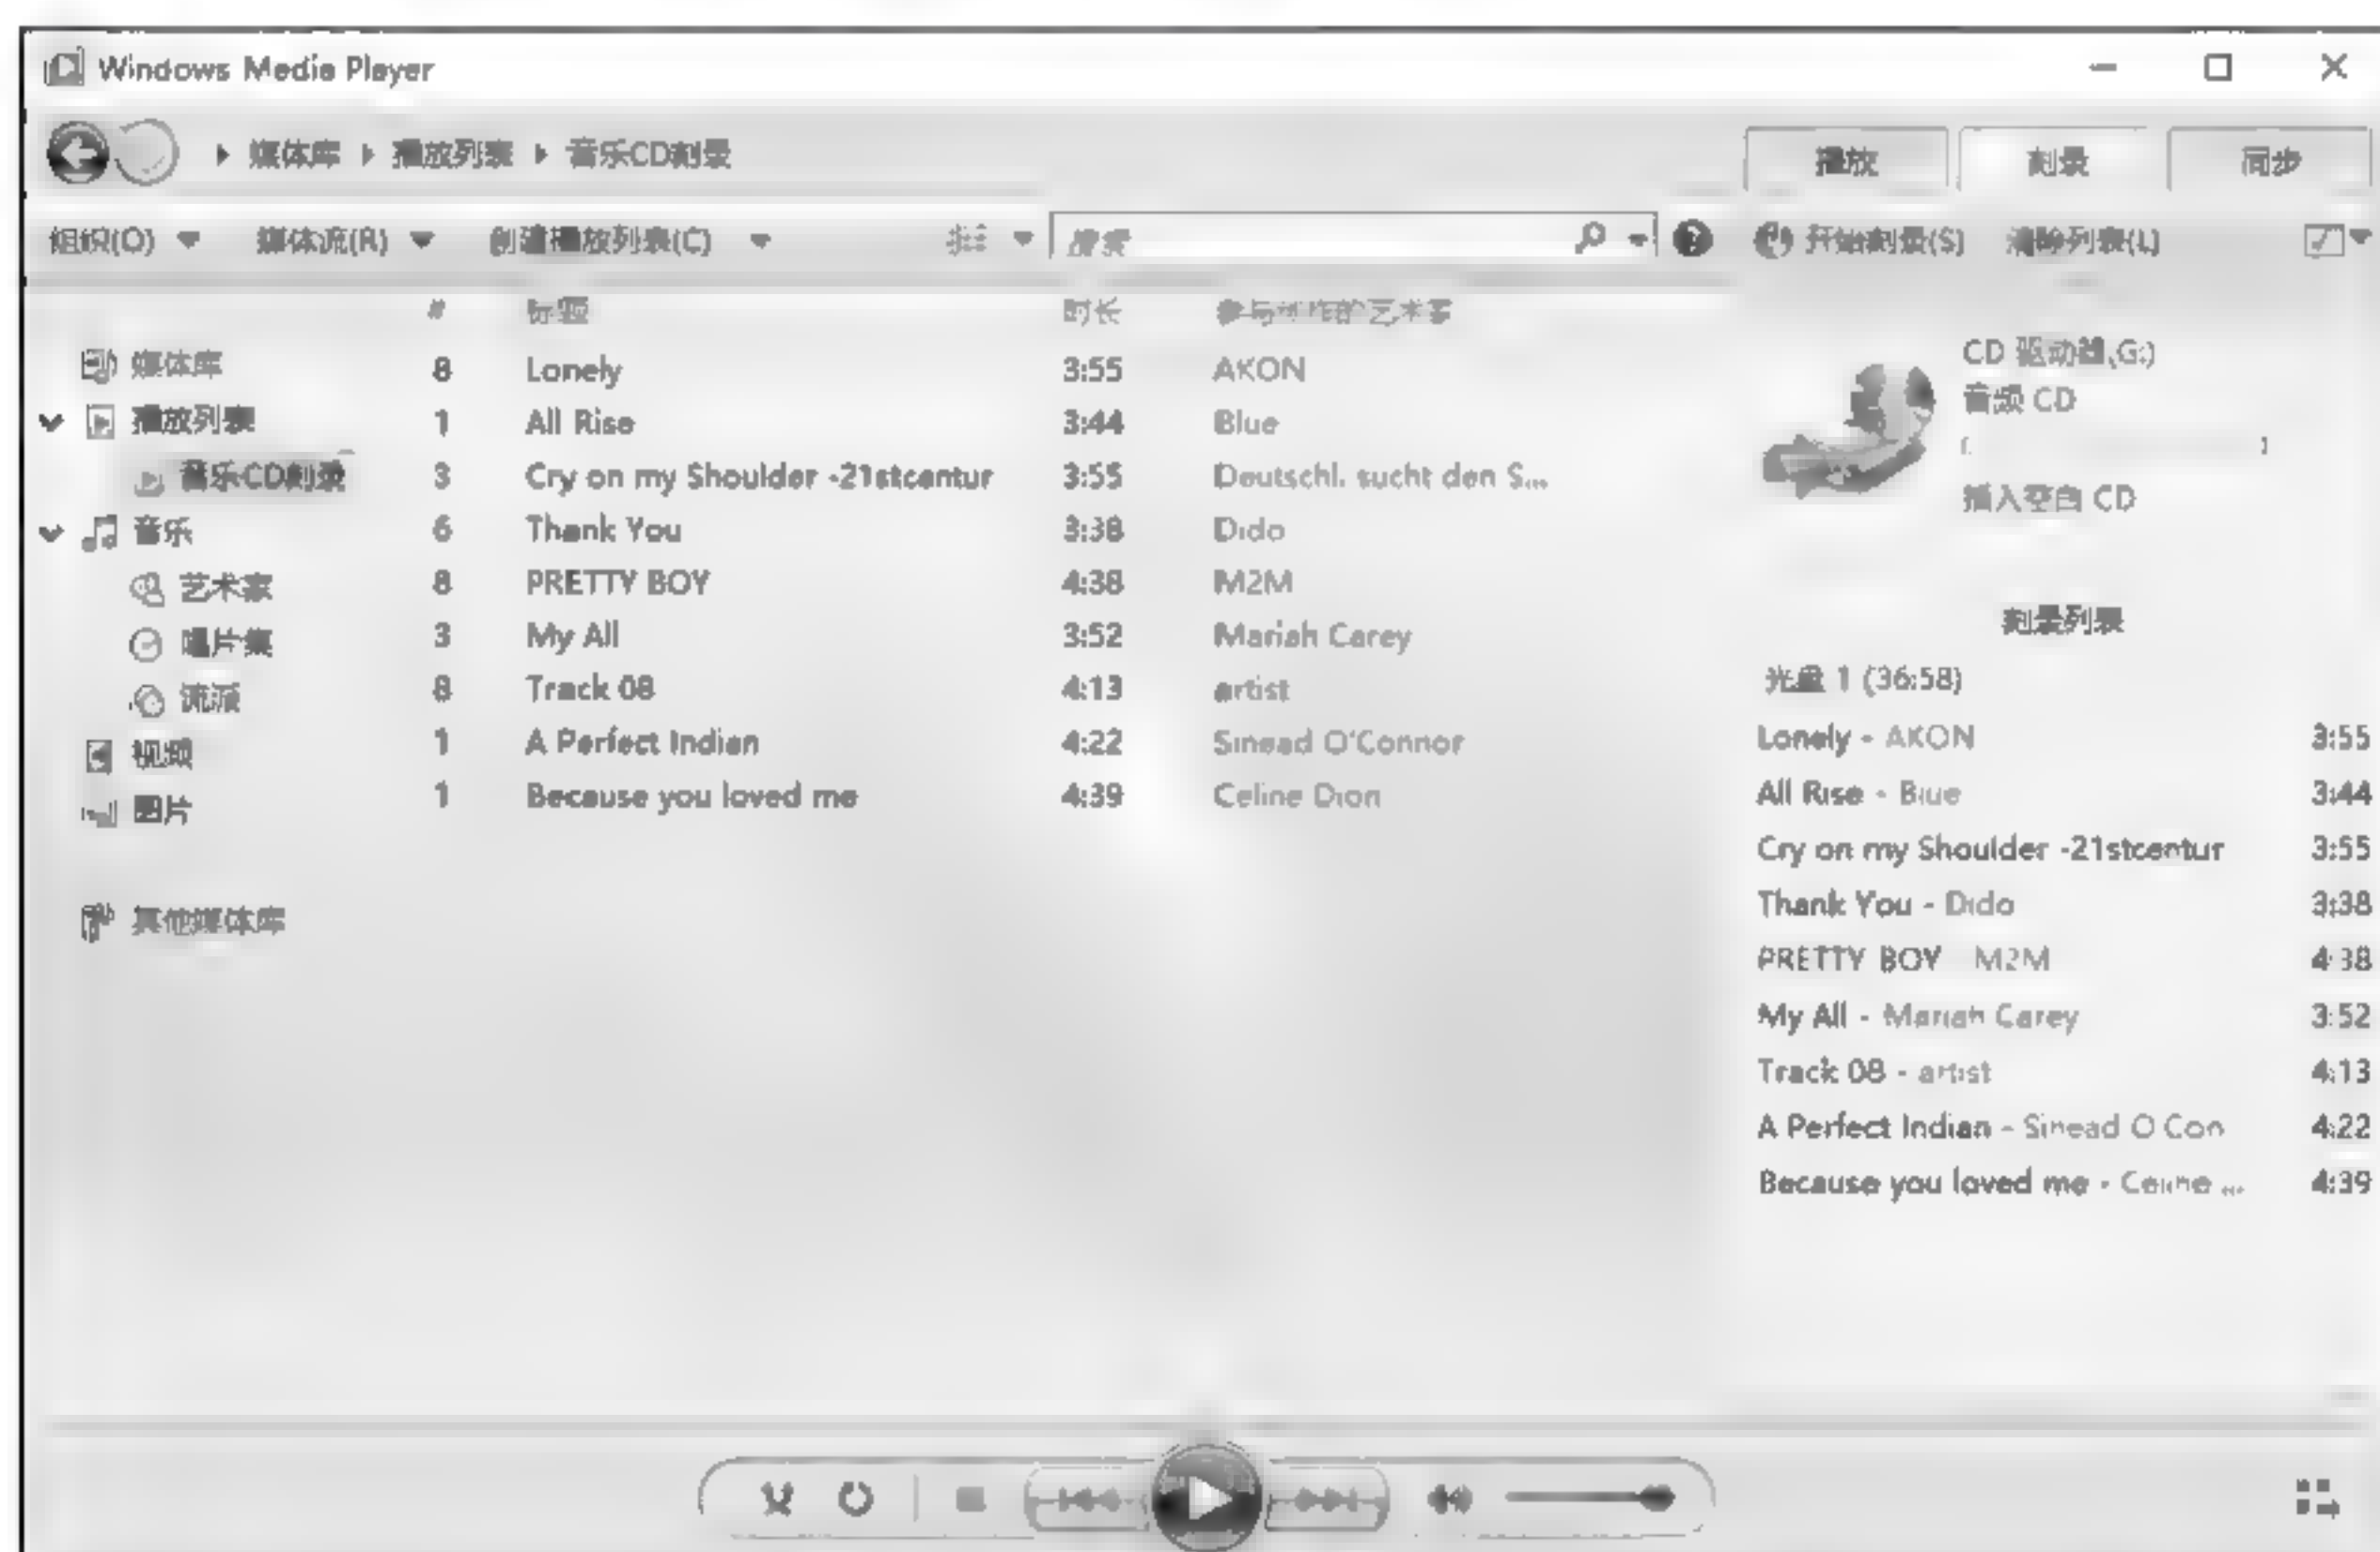 Windows Media Player
媒体库 播放列表 音乐CD刻录
播放 刻录 同步
组织(O) 媒体流(R) 创建播放列表(C) 搜索 开始刻录(S) 清除列表(L)
# 标题 时长 参与创作的艺术家
媒体库
播放列表
音乐CD刻录
音乐
艺术家
唱片集
流派
视频
图片
其他媒体库
8 Lonely 3:55 AKON
1 All Rise 3:44 Blue
3 Cry on my Shoulder -21stcentur 3:55 Deutschl. sucht den S...
6 Thank You 3:38 Dido
8 PRETTY BOY 4:38 M2M
3 My All 3:52 Mariah Carey
8 Track 08 4:13 artist
1 A Perfect Indian 4:22 Sinead O'Connor
1 Because you loved me 4:39 Celine Dion
CD 驱动器 (G:)
音频 CD
插入空白 CD
刻录列表
光盘 1 (36:58)
Lonely - AKON 3:55
All Rise - Blue 3:44
Cry on my Shoulder -21stcentur 3:55
Thank You - Dido 3:38
PRETTY BOY - M2M 4:38
My All - Mariah Carey 3:52
Track 08 - artist 4:13
A Perfect Indian - Sinead O'Con 4:22
Because you loved me - Celine ... 4:39